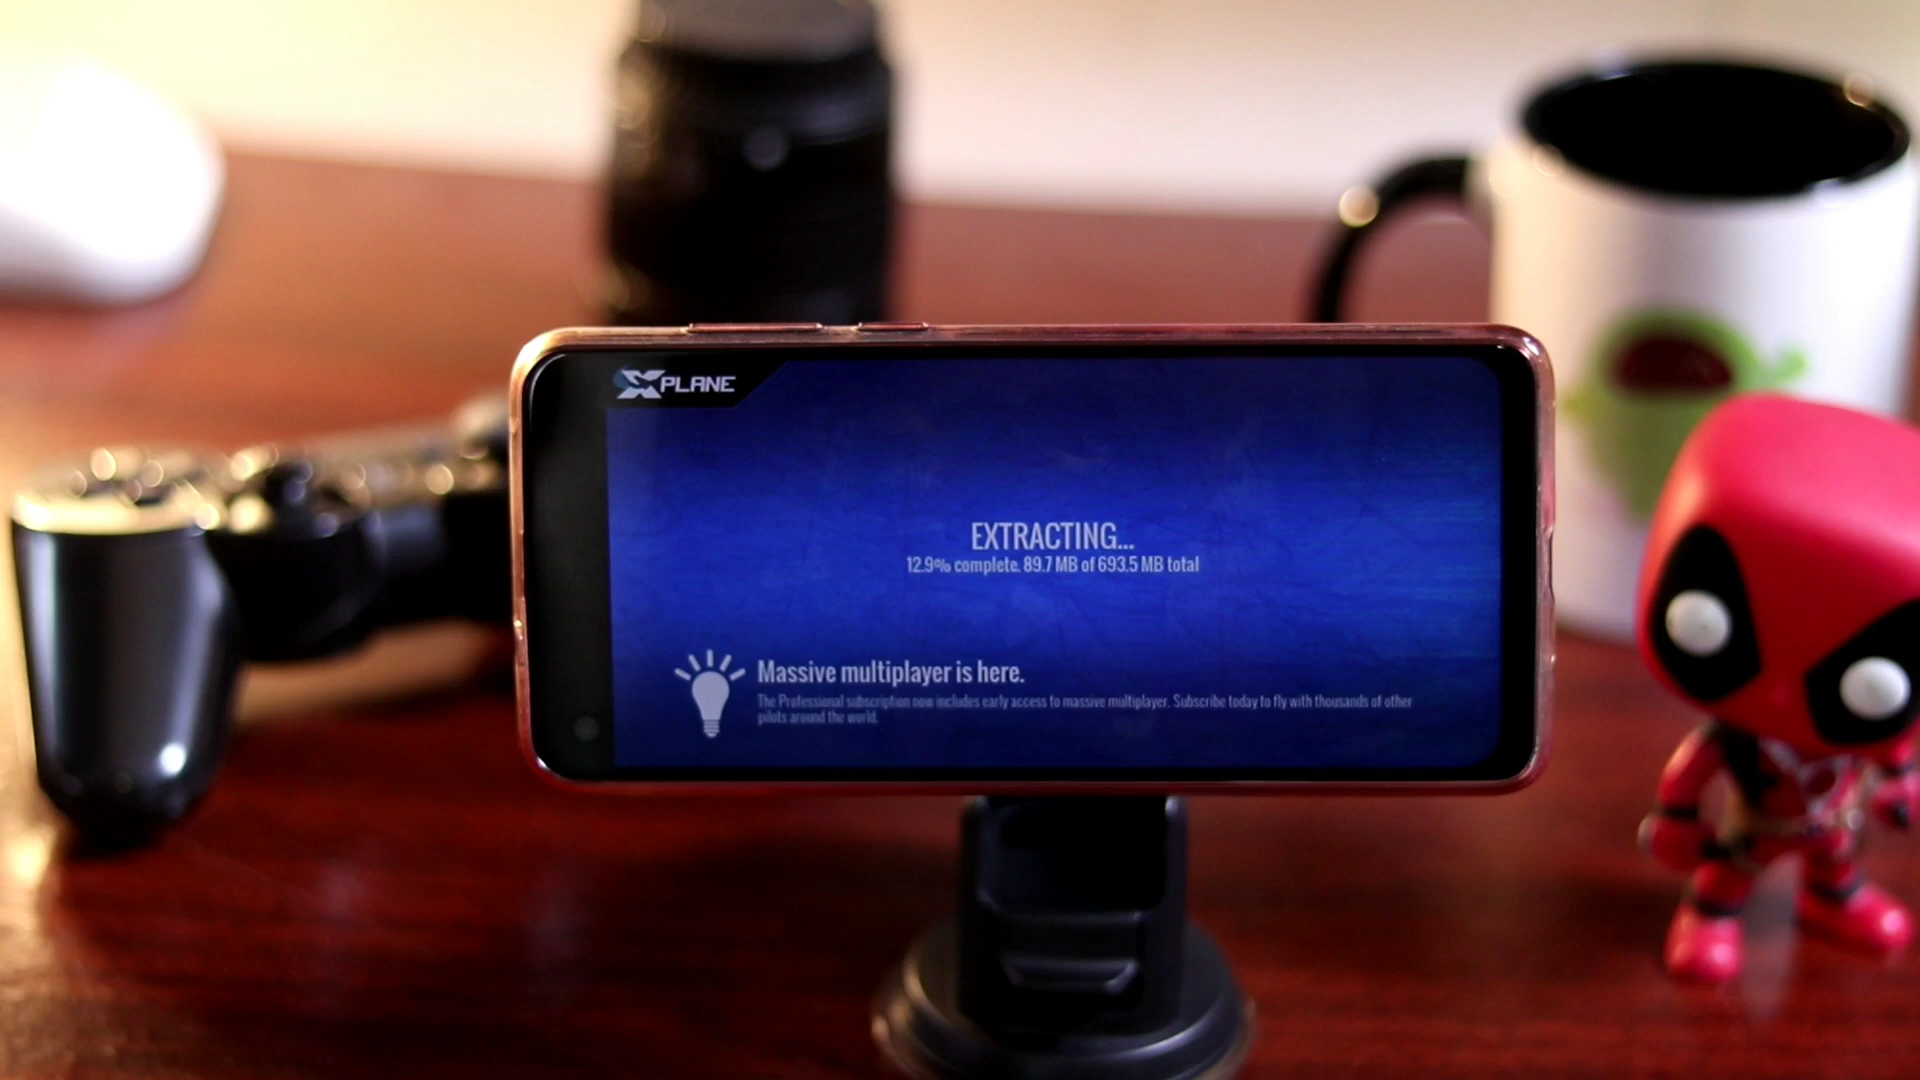 X PLANE
EXTRACTING...
12.9% complete. 89.7 MB of 693.5 MB total
Massive multiplayer is here.
The Professional subscription now includes early access to massive multiplayer. Subscribe today to fly with thousands of other
pilots around the world.